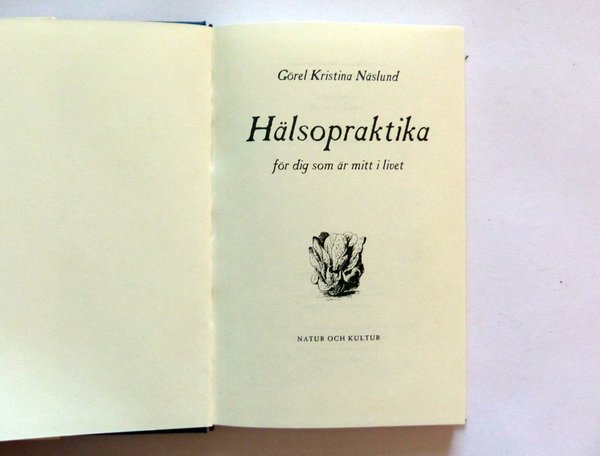 Görel Kristina Näslund
Hälsopraktika
för dig som är mitt i livet
NATUR OCH KULTUR